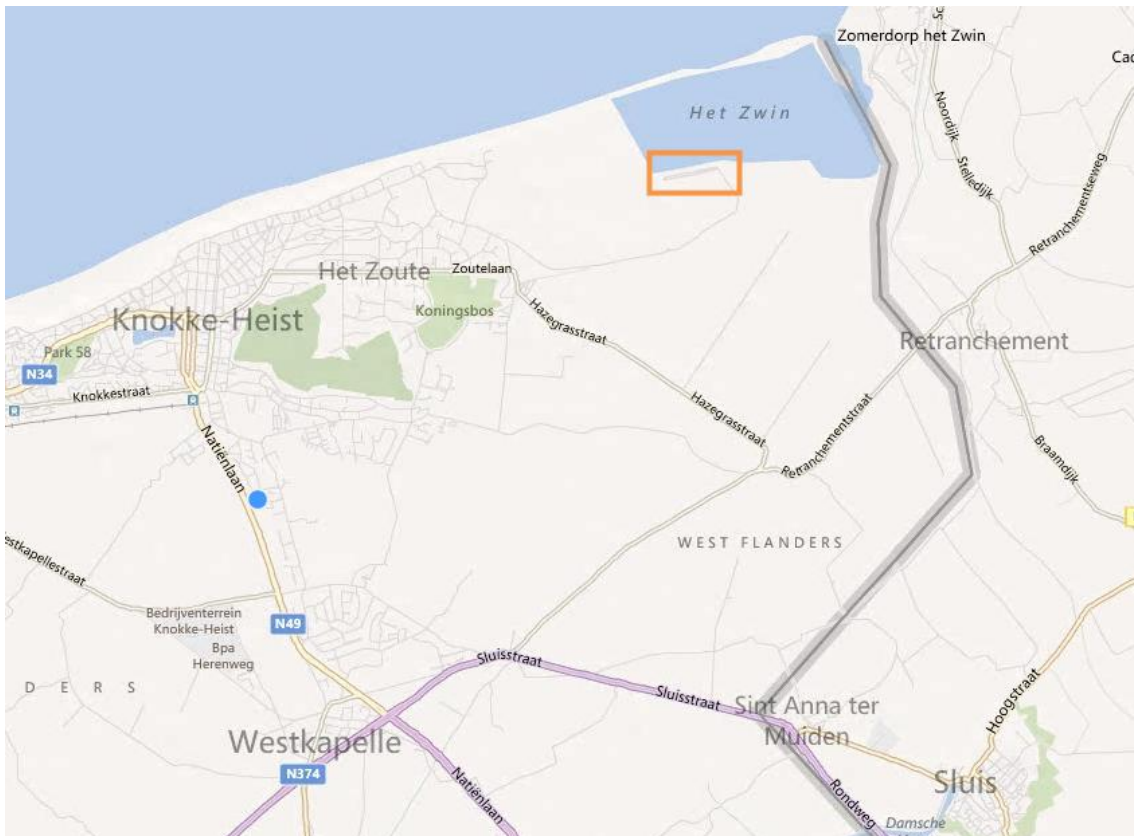 Zomerdorp het Zwin
Het Zwin
Noordijk
Stelledijk
Retranchementseweg
Het Zoute
Zoutelaan
Koningsbos
Hazegrasstraat
Knokke-Heist
Park 58
N34
Knokkestraat
Retranchement
Hazegrasstraat
Retranchementstraat
Braamdijk
Natiënlaan
WEST FLANDERS
Bedrijventerrein
Knokke-Heist
Bpa
Herenweg
N49
Sluisstraat
D E R S
Sluisstraat
Sint Anna ter
Muiden
Hoogstraat
Westkapelle
N374
Natiënlaan
Rondweg
Sluis
Damsche